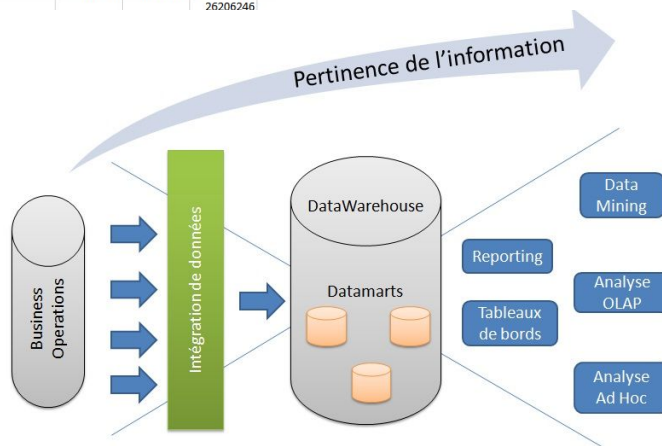 26206246
Pertinence de l'information
Business
Operations
Intégration de données
DataWarehouse
Datamarts
Reporting
Tableaux
de bords
Data
Mining
Analyse
OLAP
Analyse
Ad Hoc